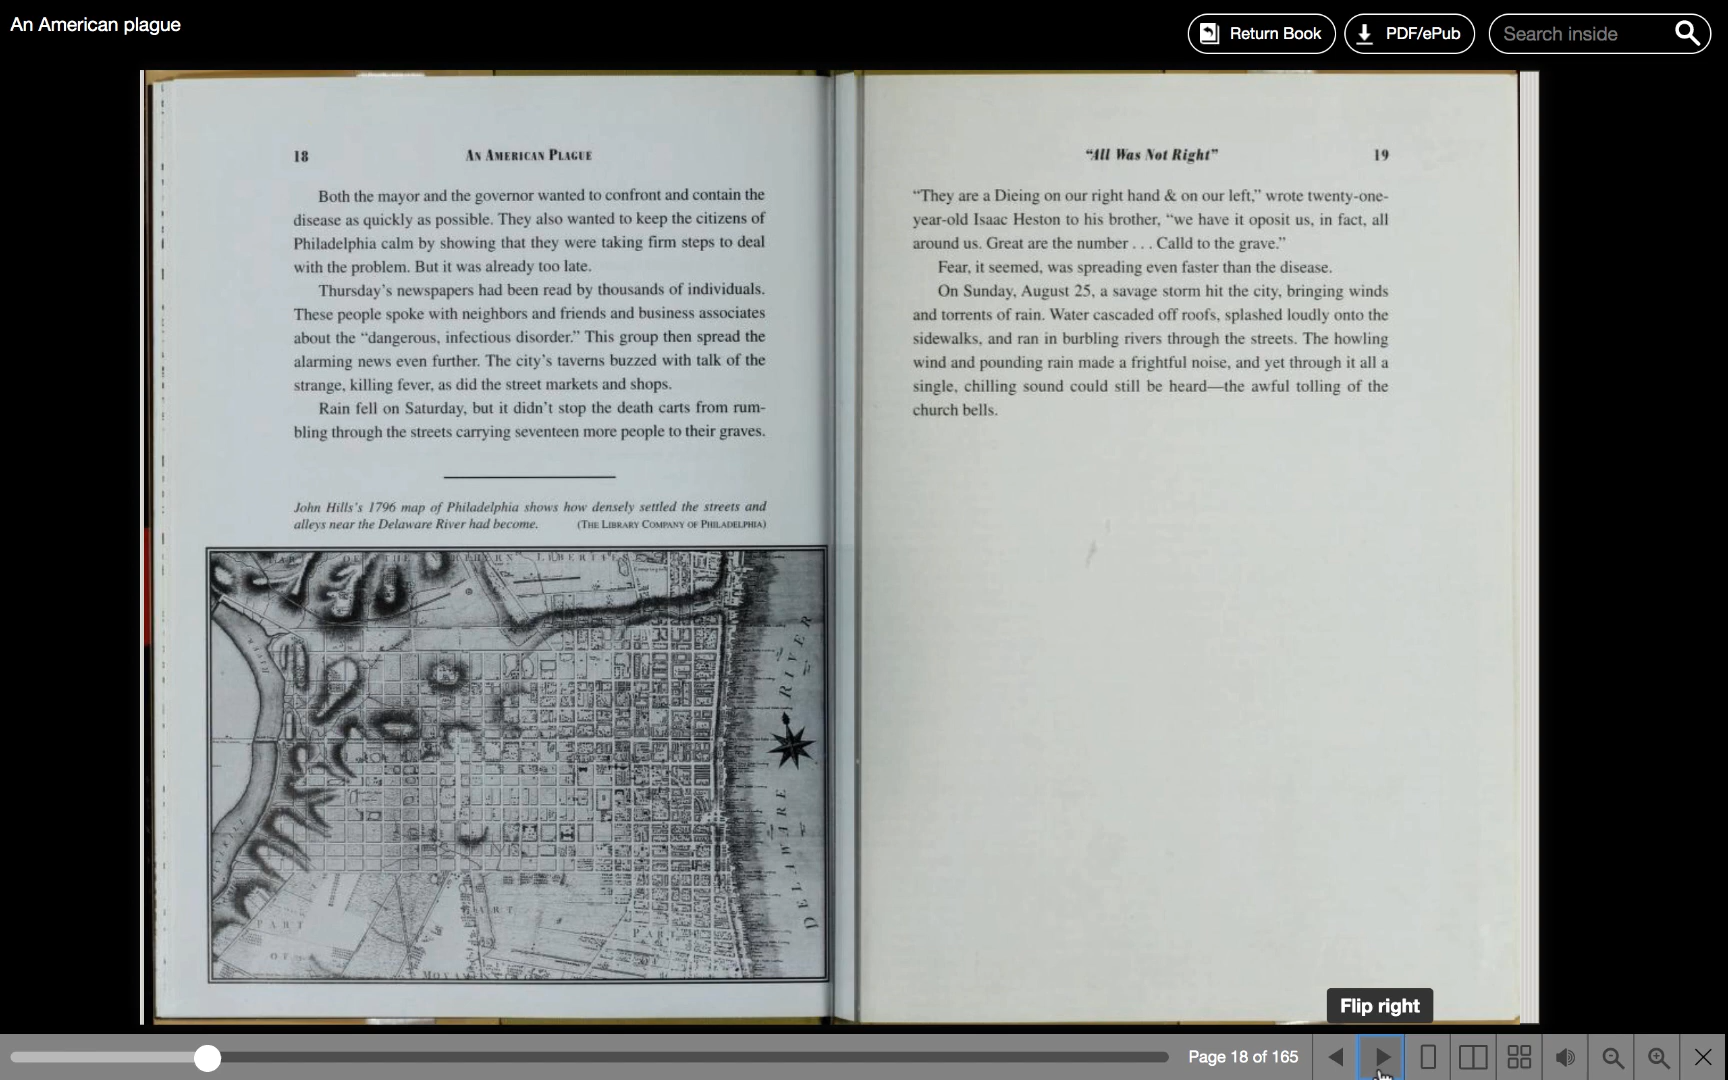 An American plague
Return Book
PDF/ePub
Search inside
18
AN AMERICAN PLAGUE
Both the mayor and the governor wanted to confront and contain the
disease as quickly as possible. They also wanted to keep the citizens of
Philadelphia calm by showing that they were taking firm steps to deal
with the problem. But it was already too late.
Thursday's newspapers had been read by thousands of individuals.
These people spoke with neighbors and friends and business associates
about the “dangerous, infectious disorder.” This group then spread the
alarming news even further. The city's taverns buzzed with talk of the
strange, killing fever, as did the street markets and shops.
Rain fell on Saturday, but it didn't stop the death carts from rum-
bling through the streets carrying seventeen more people to their graves.
John Hills's 1796 map of Philadelphia shows how densely settled the streets and
alleys near the Delaware River had become. (THE LIBRARY COMPANY OF PHILADELPHIA)
DELAWARE RIVER
PART
OF
PART
“All Was Not Right”
19
“They are a Dieing on our right hand & on our left,” wrote twenty-one-
year-old Isaac Heston to his brother, “we have it oposit us, in fact, all
around us. Great are the number . . . Calld to the grave.”
Fear, it seemed, was spreading even faster than the disease.
On Sunday, August 25, a savage storm hit the city, bringing winds
and torrents of rain. Water cascaded off roofs, splashed loudly onto the
sidewalks, and ran in burbling rivers through the streets. The howling
wind and pounding rain made a frightful noise, and yet through it all a
single, chilling sound could still be heard—the awful tolling of the
church bells.
Flip right
Page 18 of 165